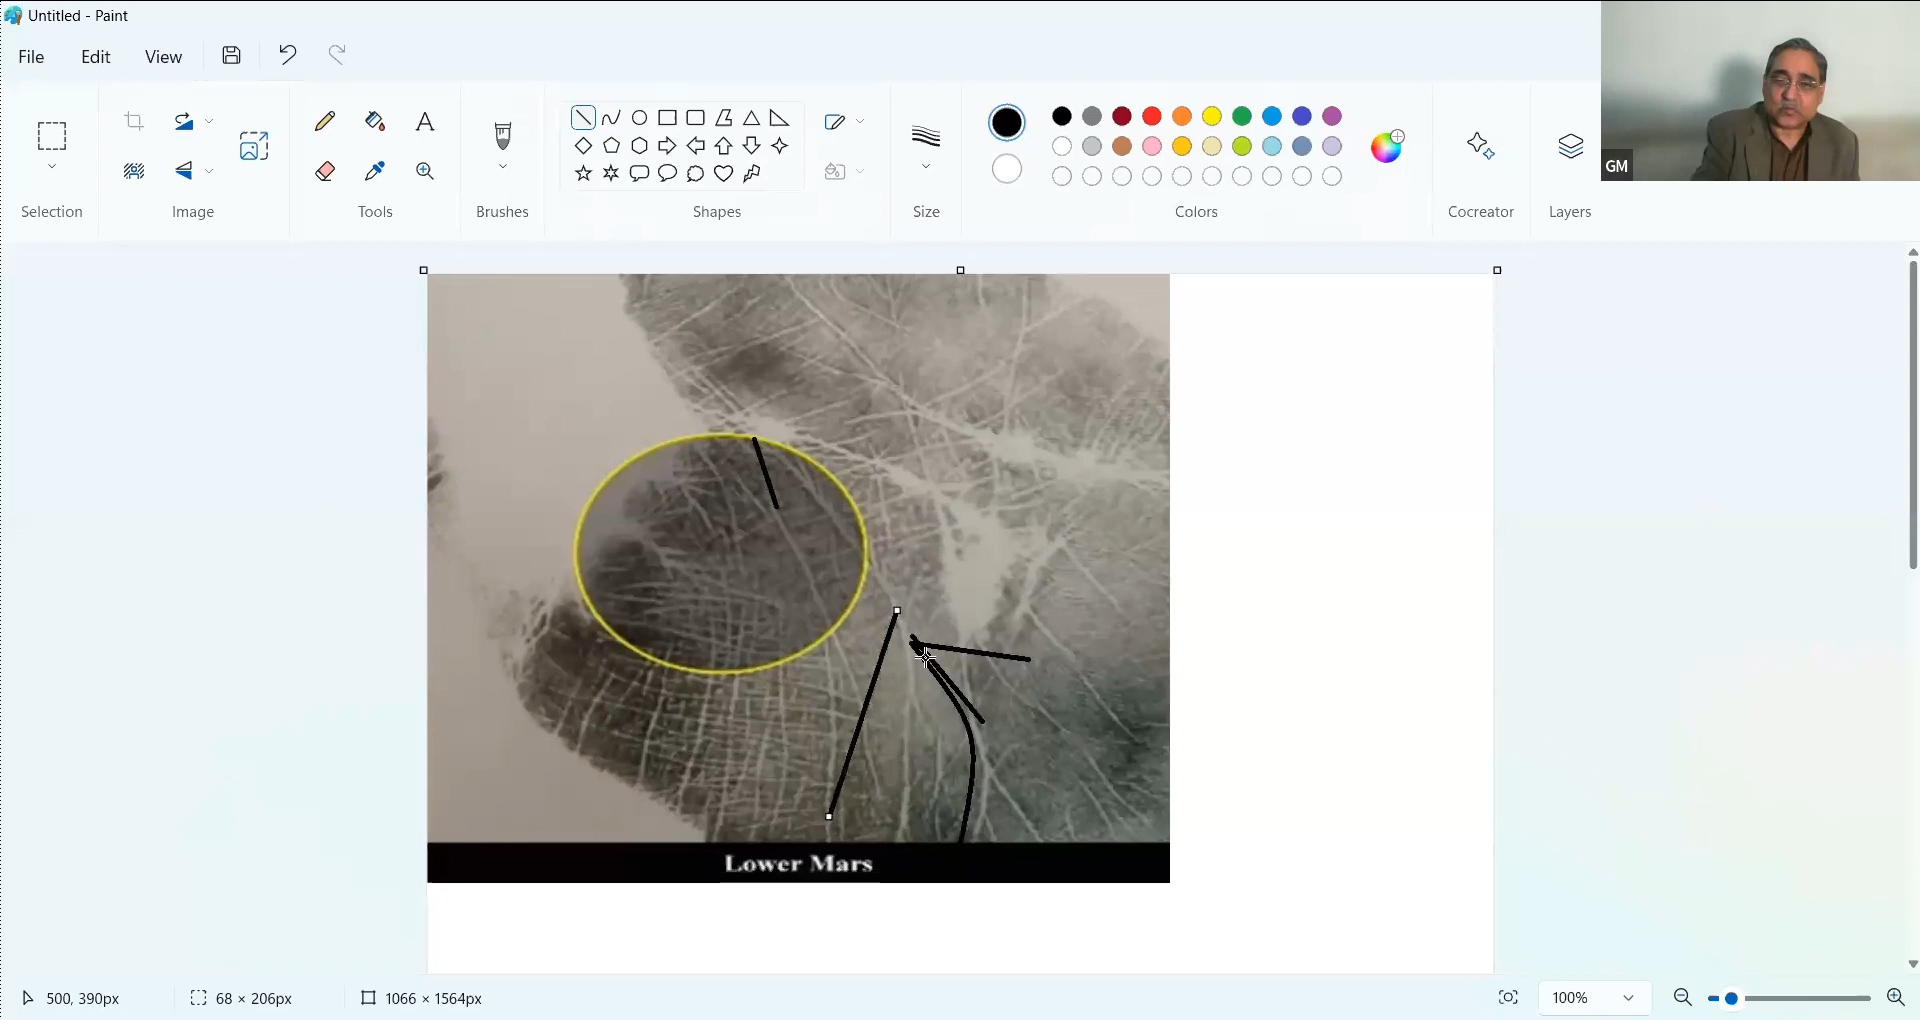 Untitled - Paint
File Edit View
GM
Selection Image Tools Brushes Shapes Size Colors Cocreator Layers
Lower Mars
500, 390px 68 × 206px 1066 × 1564px 100%